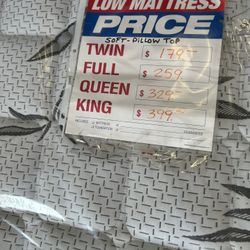 LOW MATTRESS
PRICE
SOFT-PILLOW TOP
TWIN $ 179.-
FULL $ 259
QUEEN $ 329.-
KING $ 399.-